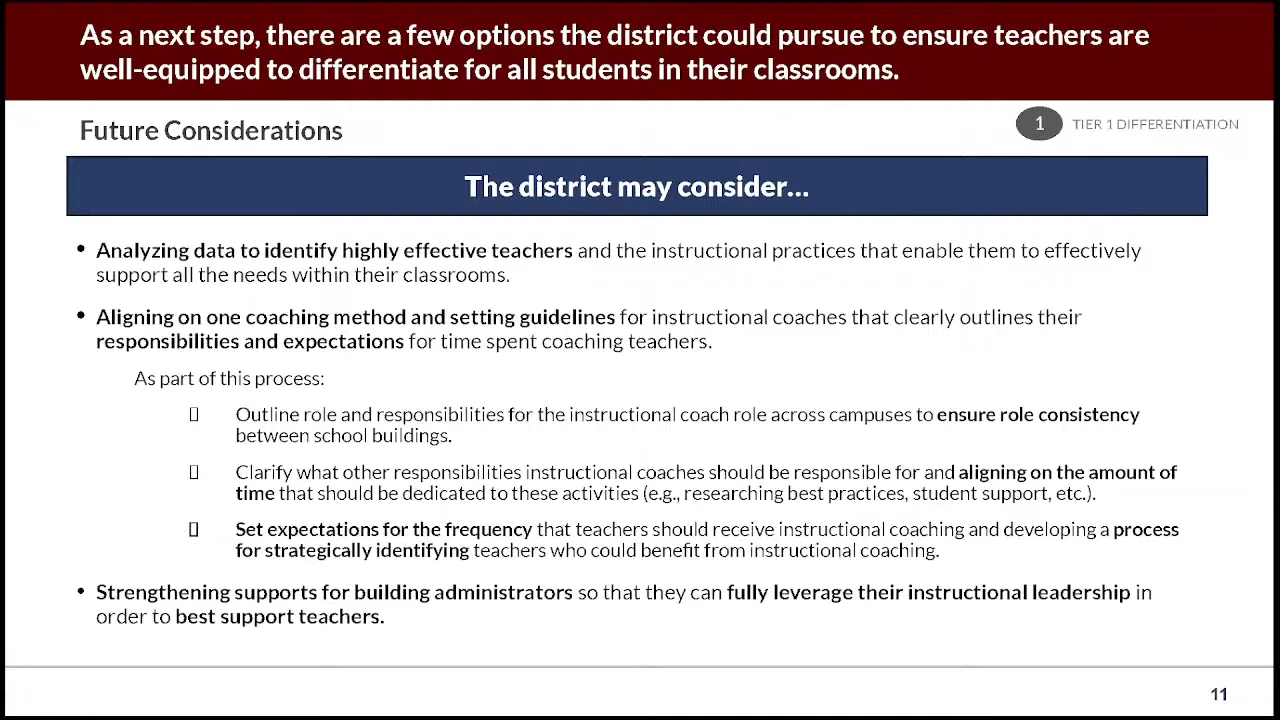 As a next step, there are a few options the district could pursue to ensure teachers are
well-equipped to differentiate for all students in their classrooms.
Future Considerations
1 TIER 1 DIFFERENTIATION
The district may consider...
• Analyzing data to identify highly effective teachers and the instructional practices that enable them to effectively
support all the needs within their classrooms.
• Aligning on one coaching method and setting guidelines for instructional coaches that clearly outlines their
responsibilities and expectations for time spent coaching teachers.
As part of this process:
▯ Outline role and responsibilities for the instructional coach role across campuses to ensure role consistency
between school buildings.
▯ Clarify what other responsibilities instructional coaches should be responsible for and aligning on the amount of
time that should be dedicated to these activities (e.g., researching best practices, student support, etc.).
▯ Set expectations for the frequency that teachers should receive instructional coaching and developing a process
for strategically identifying teachers who could benefit from instructional coaching.
• Strengthening supports for building administrators so that they can fully leverage their instructional leadership in
order to best support teachers.
11